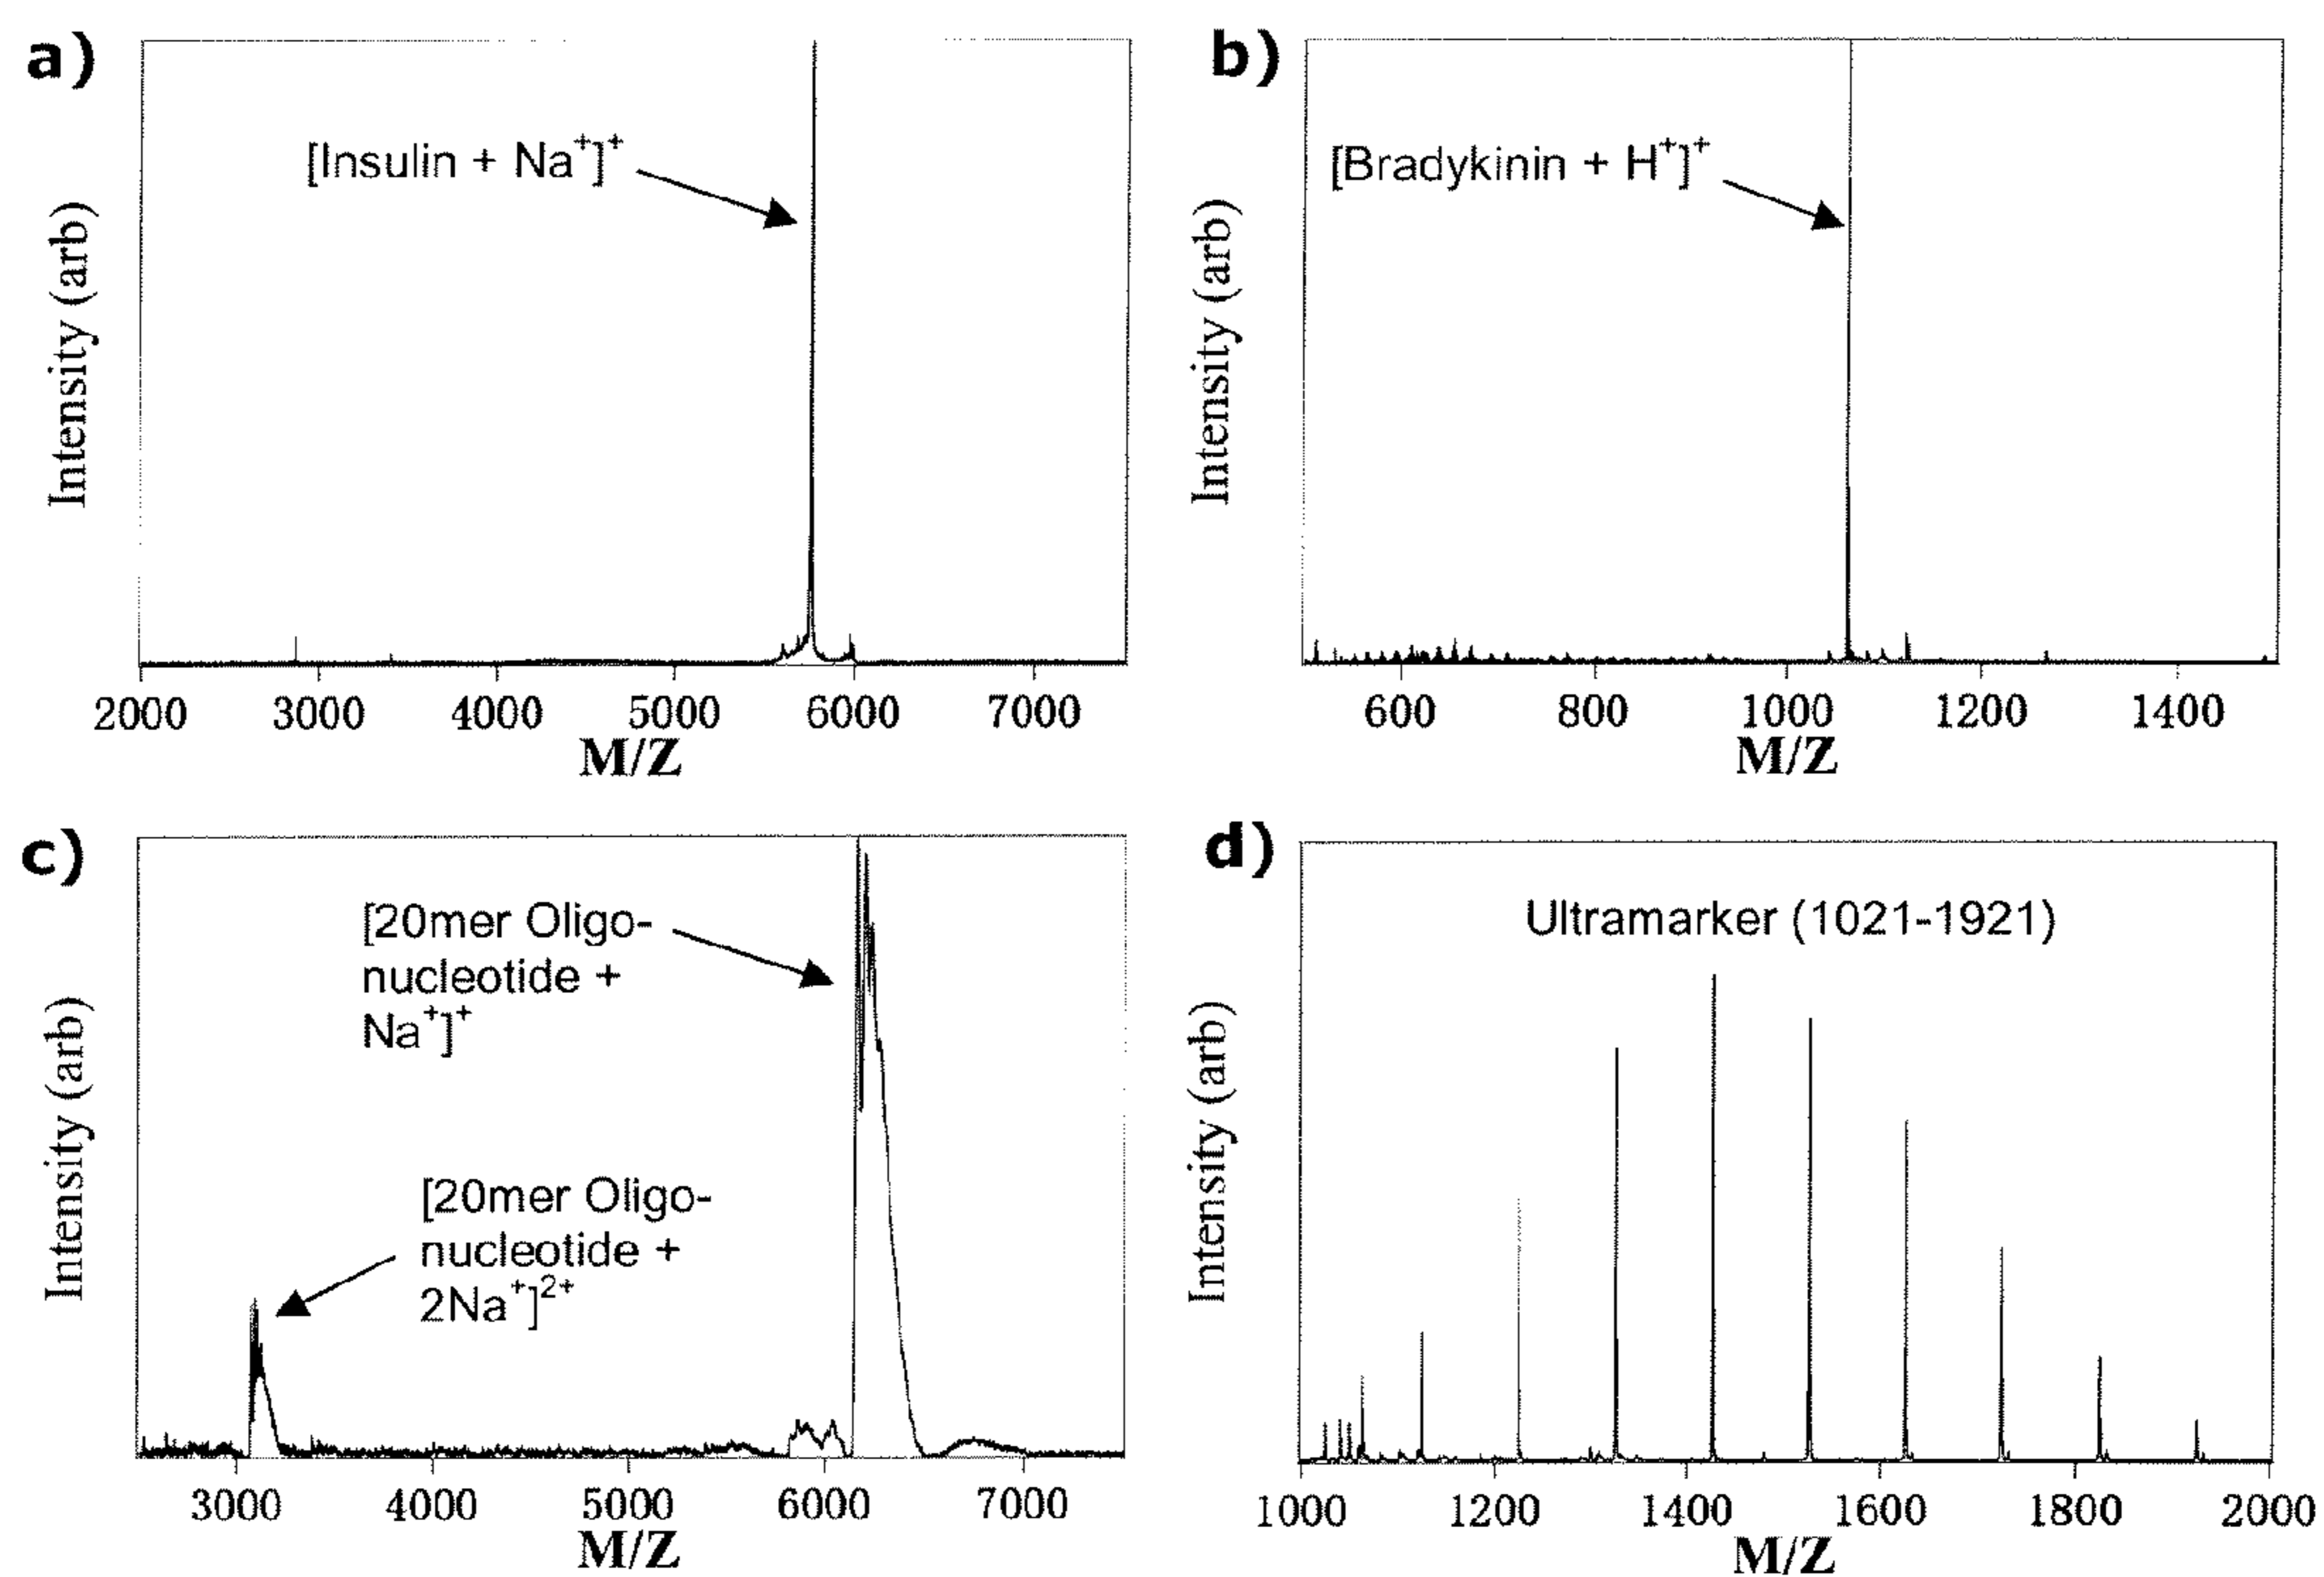 a)
[Insulin + Na⁺]⁺
Intensity (arb)
2000 3000 4000 5000 6000 7000
M/Z
b)
[Bradykinin + H⁺]⁺
Intensity (arb)
600 800 1000 1200 1400
M/Z
c)
[20mer Oligo-
nucleotide +
Na⁺]⁺
[20mer Oligo-
nucleotide +
2Na⁺]²⁺
Intensity (arb)
3000 4000 5000 6000 7000
M/Z
d)
Ultramarker (1021-1921)
Intensity (arb)
1000 1200 1400 1600 1800 2000
M/Z